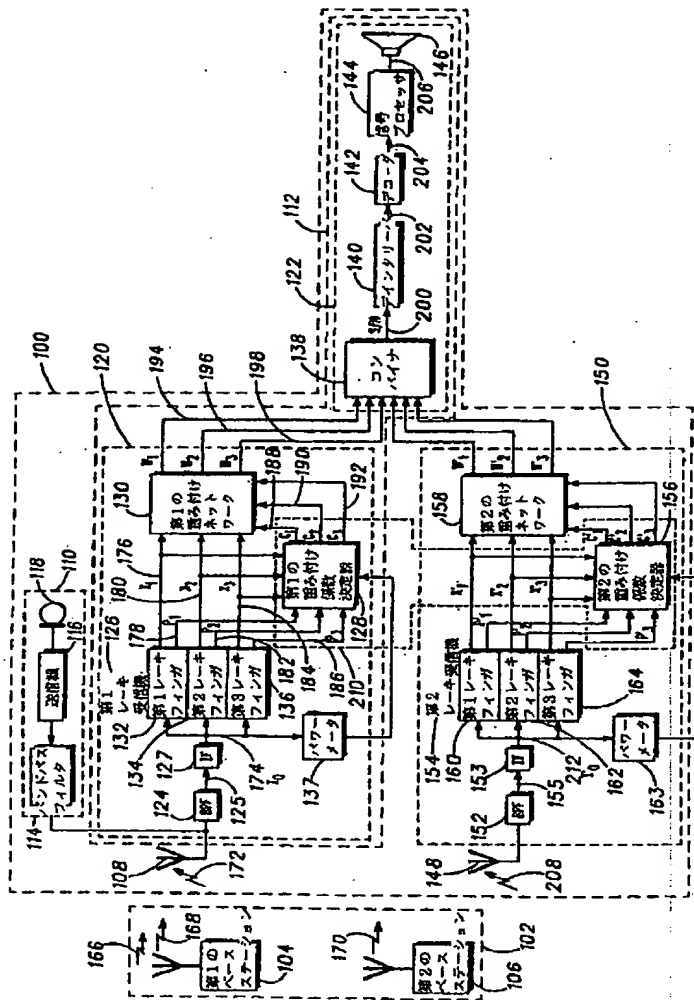 100
110
118
116
送信機
バンドパス
フィルタ
114
108
172
120
126
第1
レーキ
受信機
132
134
第1レーキ
フィンガ
第2レーキ
フィンガ
第3レーキ
フィンガ
136
124
BPF
125
127
IF
174
I₀
137
パワー
メータ
178
182
184
186
210
176
180
130
第1の
重み付け
ネット
ワーク
128
第1の
重み付け
係数
決定器
188
190
192
194
196
198
W₁
W₂
W₃
138
コン
バイナ
122
112
SUM
200
140
デインタリーバ
202
142
デコーダ
204
144
信号
プロセッサ
206
146
150
154
第2
レーキ受信機
160
第1レーキ
フィンガ
第2レーキ
フィンガ
第3レーキ
フィンガ
164
162
148
208
152
BPF
155
153
IF
212
I₀
163
パワー
メータ
158
第2の
重み付け
ネット
ワーク
156
第2の
重み付け
係数
決定器
166
168
第1の
ベース
ステーション
104
170
第2の
ベース
ステーション
106
102